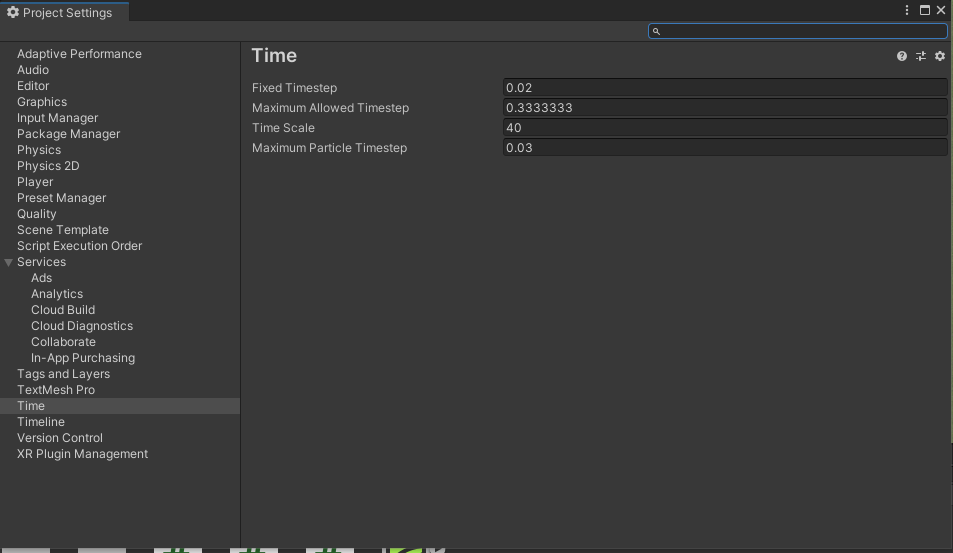 Project Settings
Adaptive Performance
Audio
Editor
Graphics
Input Manager
Package Manager
Physics
Physics 2D
Player
Preset Manager
Quality
Scene Template
Script Execution Order
Services
Ads
Analytics
Cloud Build
Cloud Diagnostics
Collaborate
In-App Purchasing
Tags and Layers
TextMesh Pro
Time
Timeline
Version Control
XR Plugin Management
Time
Fixed Timestep 0.02
Maximum Allowed Timestep 0.3333333
Time Scale 40
Maximum Particle Timestep 0.03